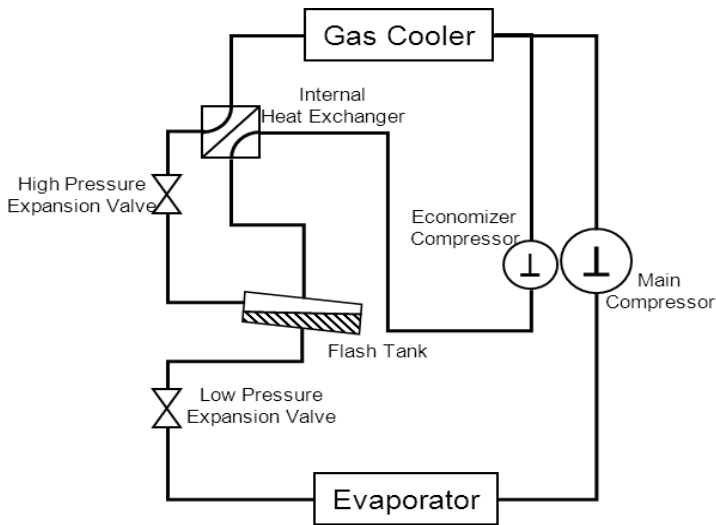 Gas Cooler
Internal
Heat Exchanger
High Pressure
Expansion Valve
Economizer
Compressor
Main
Compressor
Flash Tank
Low Pressure
Expansion Valve
Evaporator